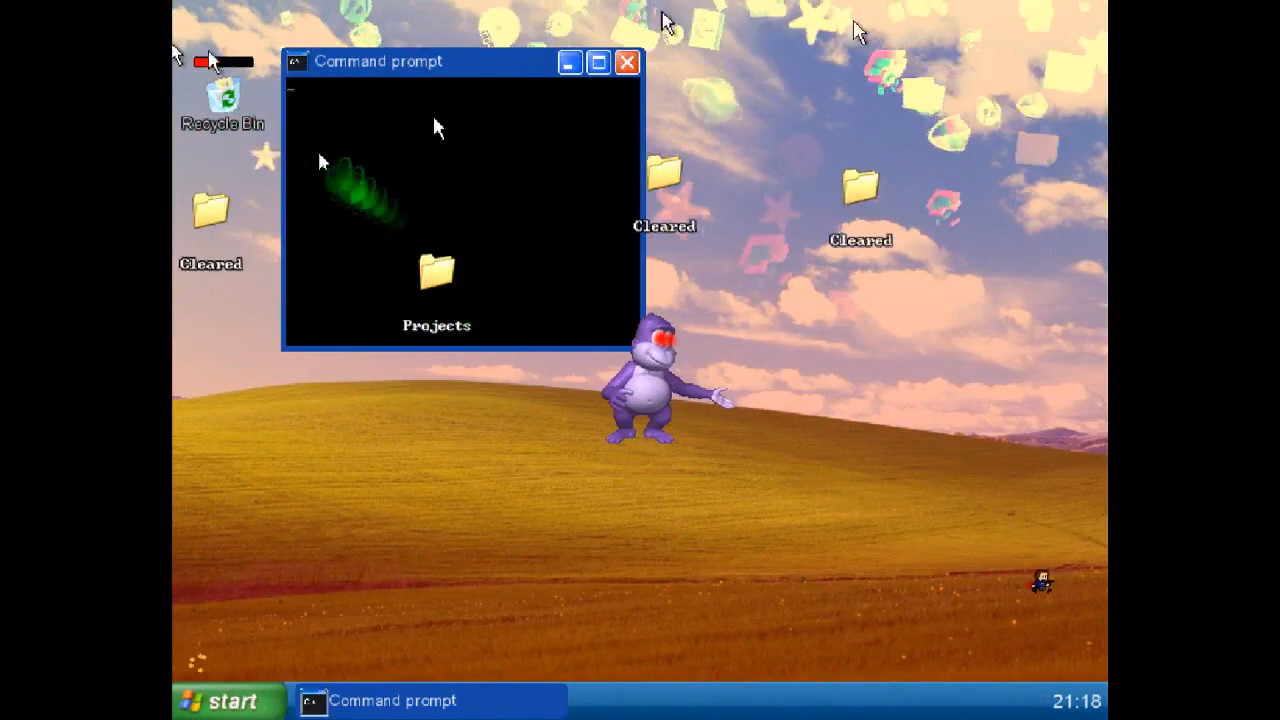 Command prompt
Recycle Bin
Cleared
Cleared
Cleared
Projects
start
Command prompt
21:18